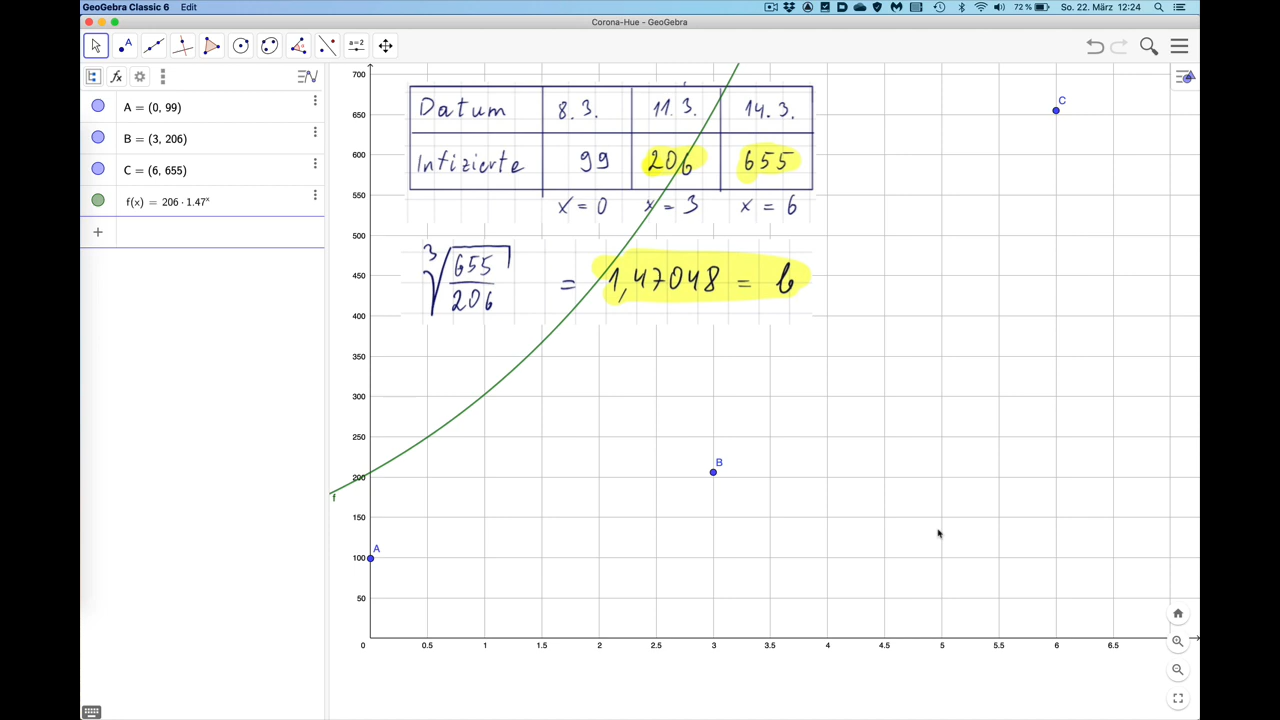 GeoGebra Classic 6 Edit 72 % So. 22. März 12:24
Corona-Hue - GeoGebra
A a=2
fx
A = (0, 99)
B = (3, 206)
C = (6, 655)
f(x) = 206 · 1.47ˣ
+
Datum 8.3. 11.3. 14.3.
Infizierte 99 206 655
x = 0 x = 3 x = 6
³√(655/206) = 1,47048 = b
700
650
600
550
500
450
400
350
300
250
200
150
100
50
0 0.5 1 1.5 2 2.5 3 3.5 4 4.5 5 5.5 6 6.5
A
B
C
f